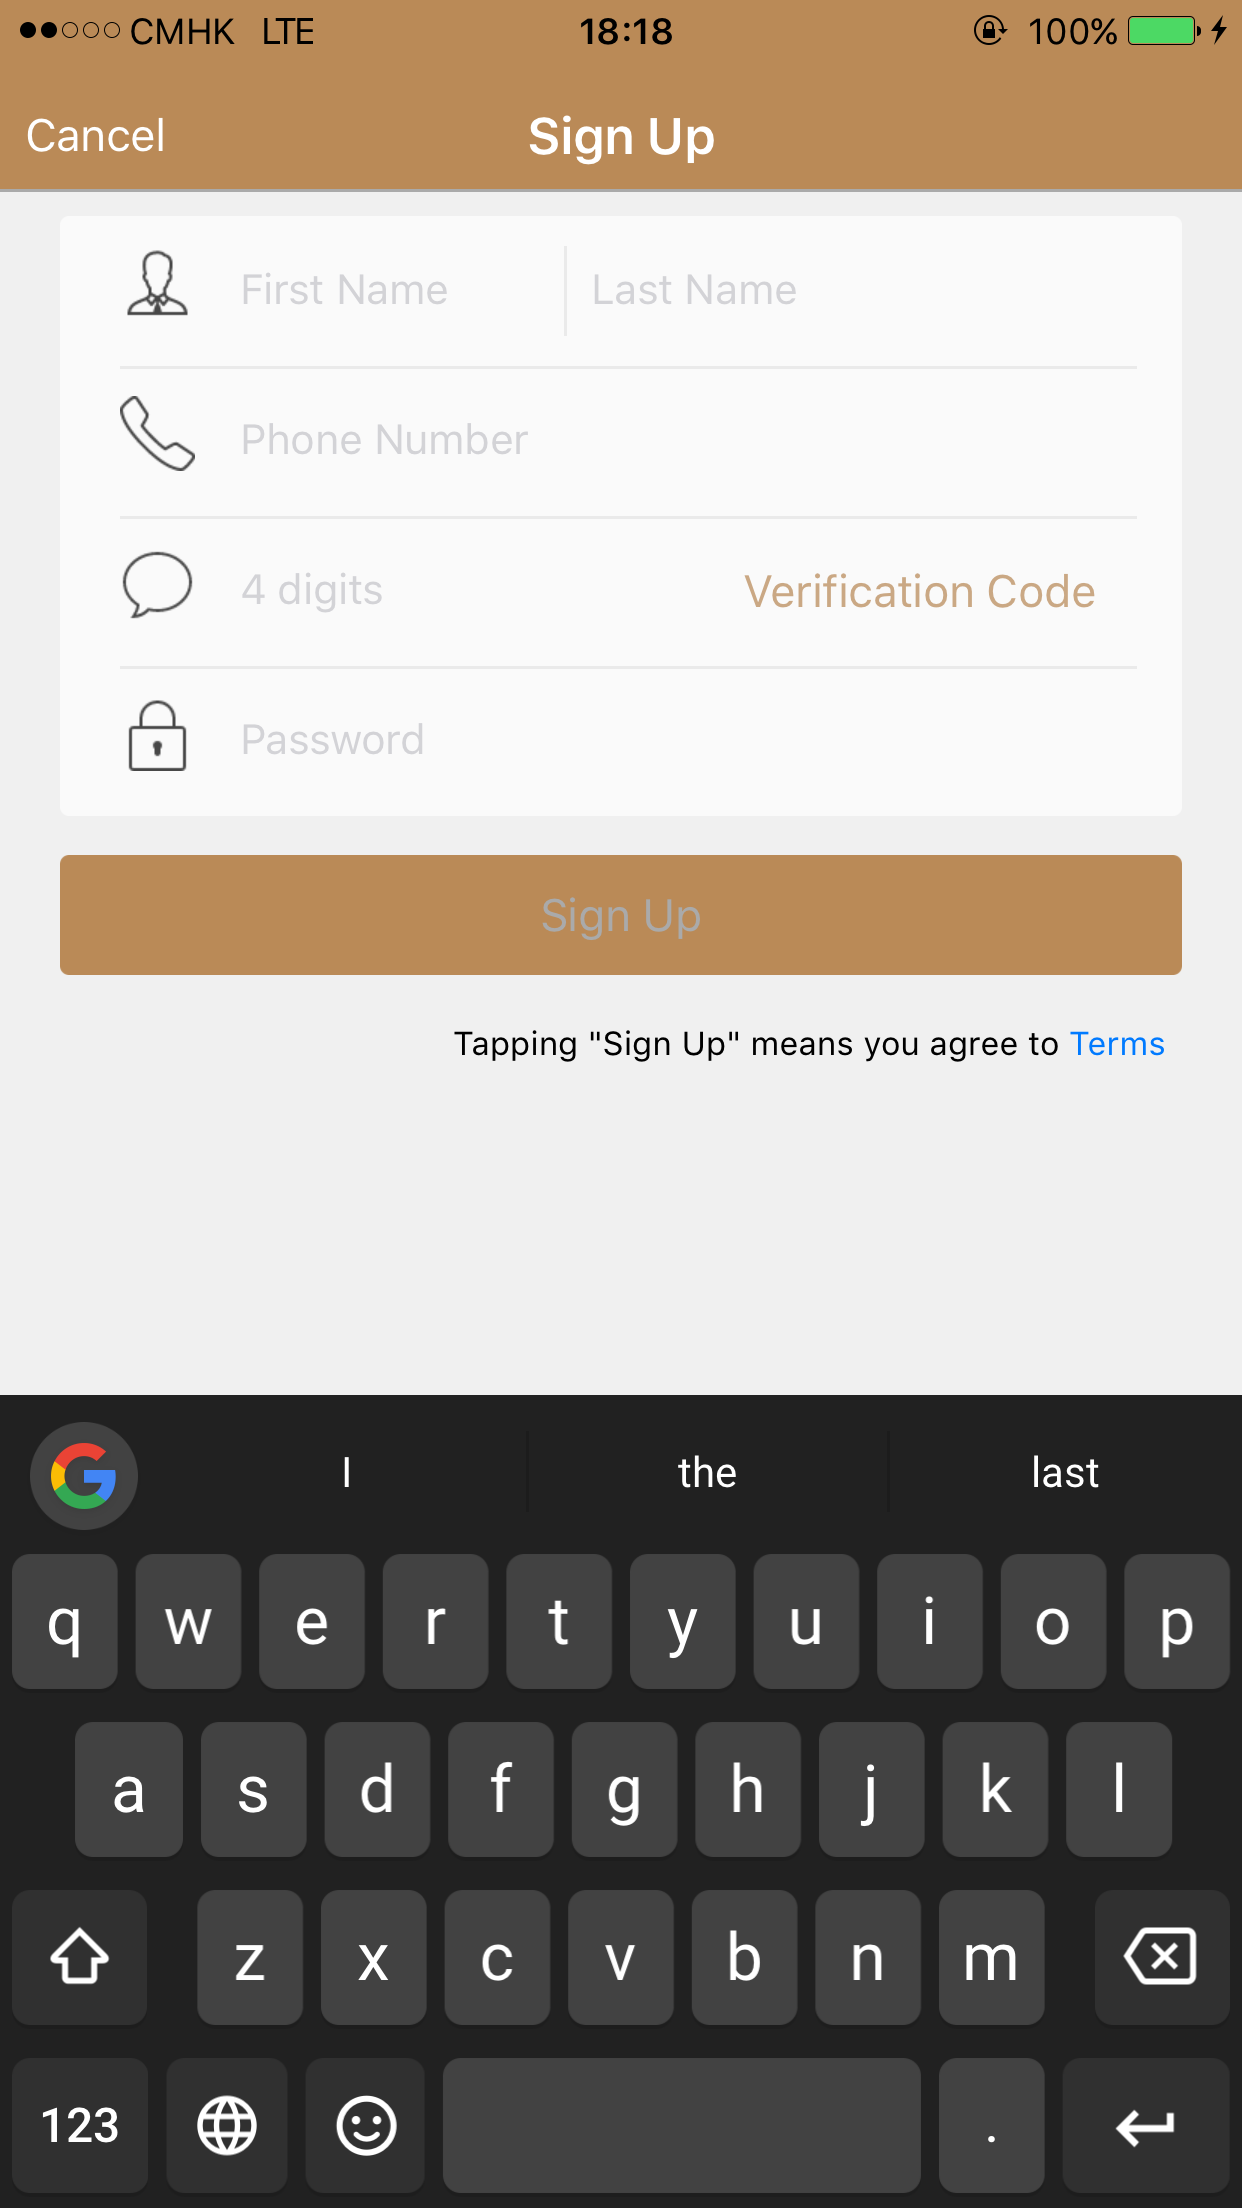 CMHK LTE 18:18 100%
Cancel Sign Up
First Name Last Name
Phone Number
4 digits Verification Code
Password
Sign Up
Tapping "Sign Up" means you agree to Terms
I the last
q w e r t y u i o p
a s d f g h j k l
z x c v b n m
123 .